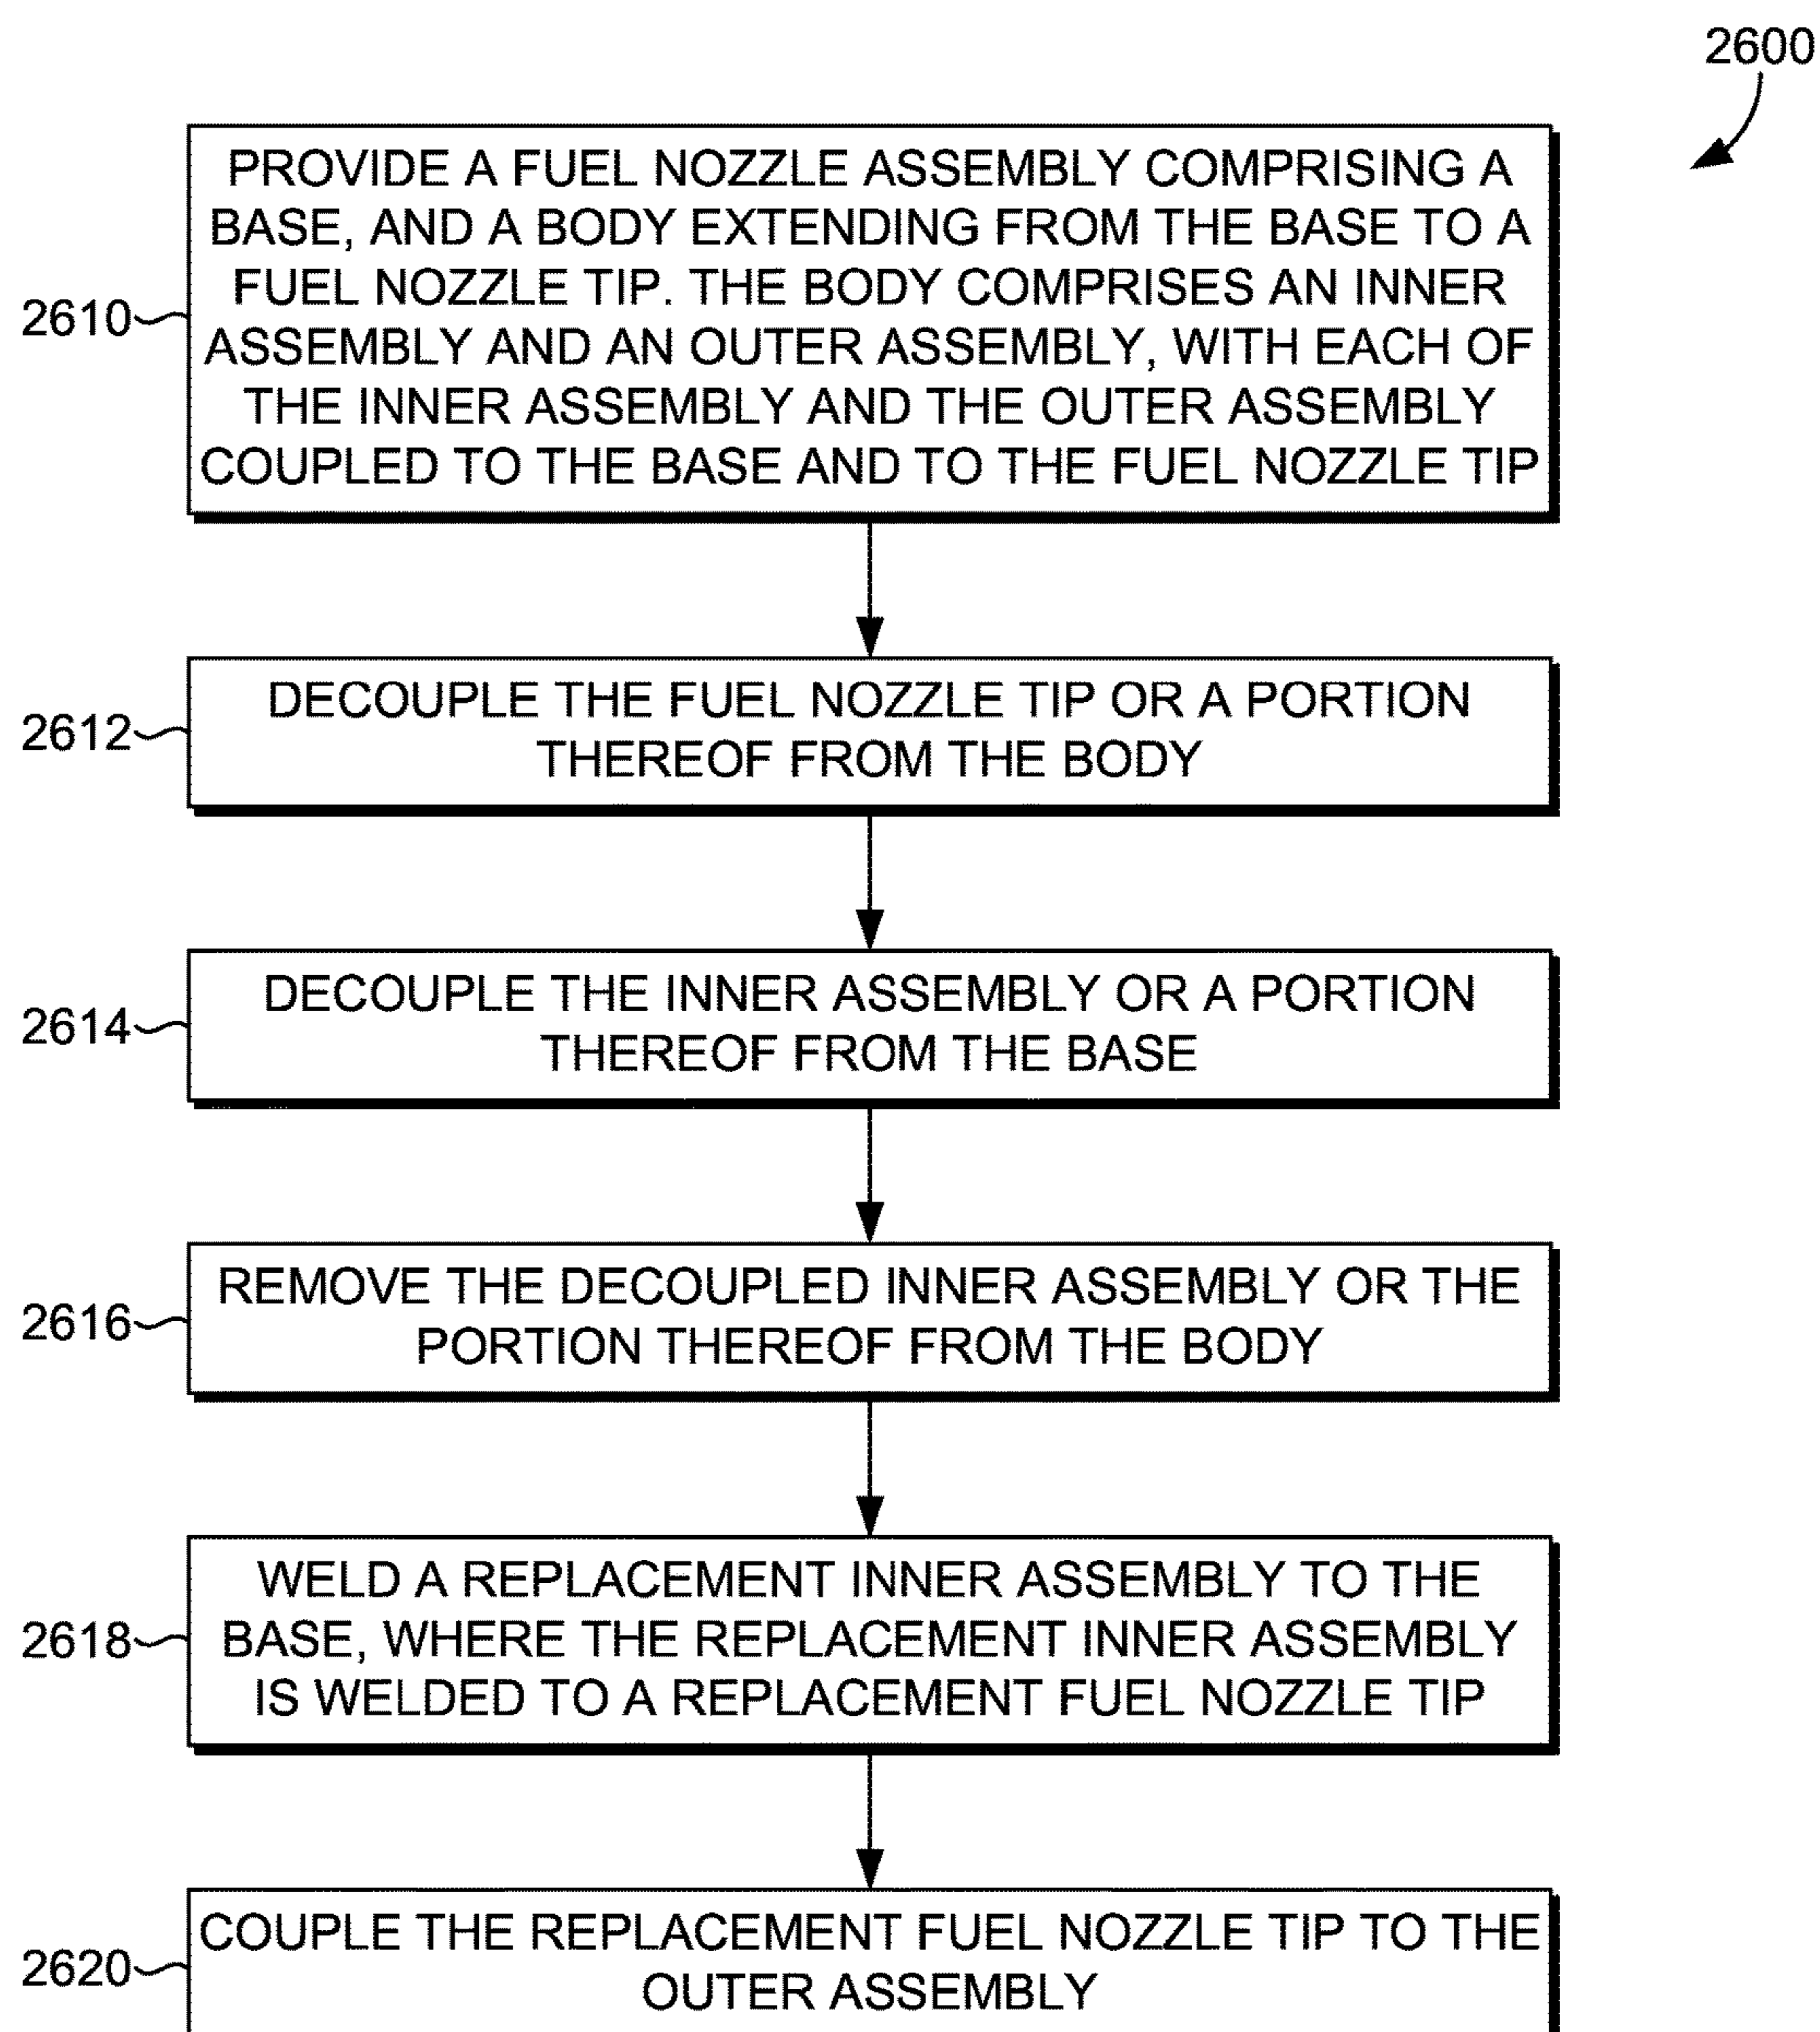 2600
PROVIDE A FUEL NOZZLE ASSEMBLY COMPRISING A
BASE, AND A BODY EXTENDING FROM THE BASE TO A
FUEL NOZZLE TIP. THE BODY COMPRISES AN INNER
ASSEMBLY AND AN OUTER ASSEMBLY, WITH EACH OF
THE INNER ASSEMBLY AND THE OUTER ASSEMBLY
COUPLED TO THE BASE AND TO THE FUEL NOZZLE TIP
2610
DECOUPLE THE FUEL NOZZLE TIP OR A PORTION
THEREOF FROM THE BODY
2612
DECOUPLE THE INNER ASSEMBLY OR A PORTION
THEREOF FROM THE BASE
2614
REMOVE THE DECOUPLED INNER ASSEMBLY OR THE
PORTION THEREOF FROM THE BODY
2616
WELD A REPLACEMENT INNER ASSEMBLY TO THE
BASE, WHERE THE REPLACEMENT INNER ASSEMBLY
IS WELDED TO A REPLACEMENT FUEL NOZZLE TIP
2618
COUPLE THE REPLACEMENT FUEL NOZZLE TIP TO THE
OUTER ASSEMBLY
2620